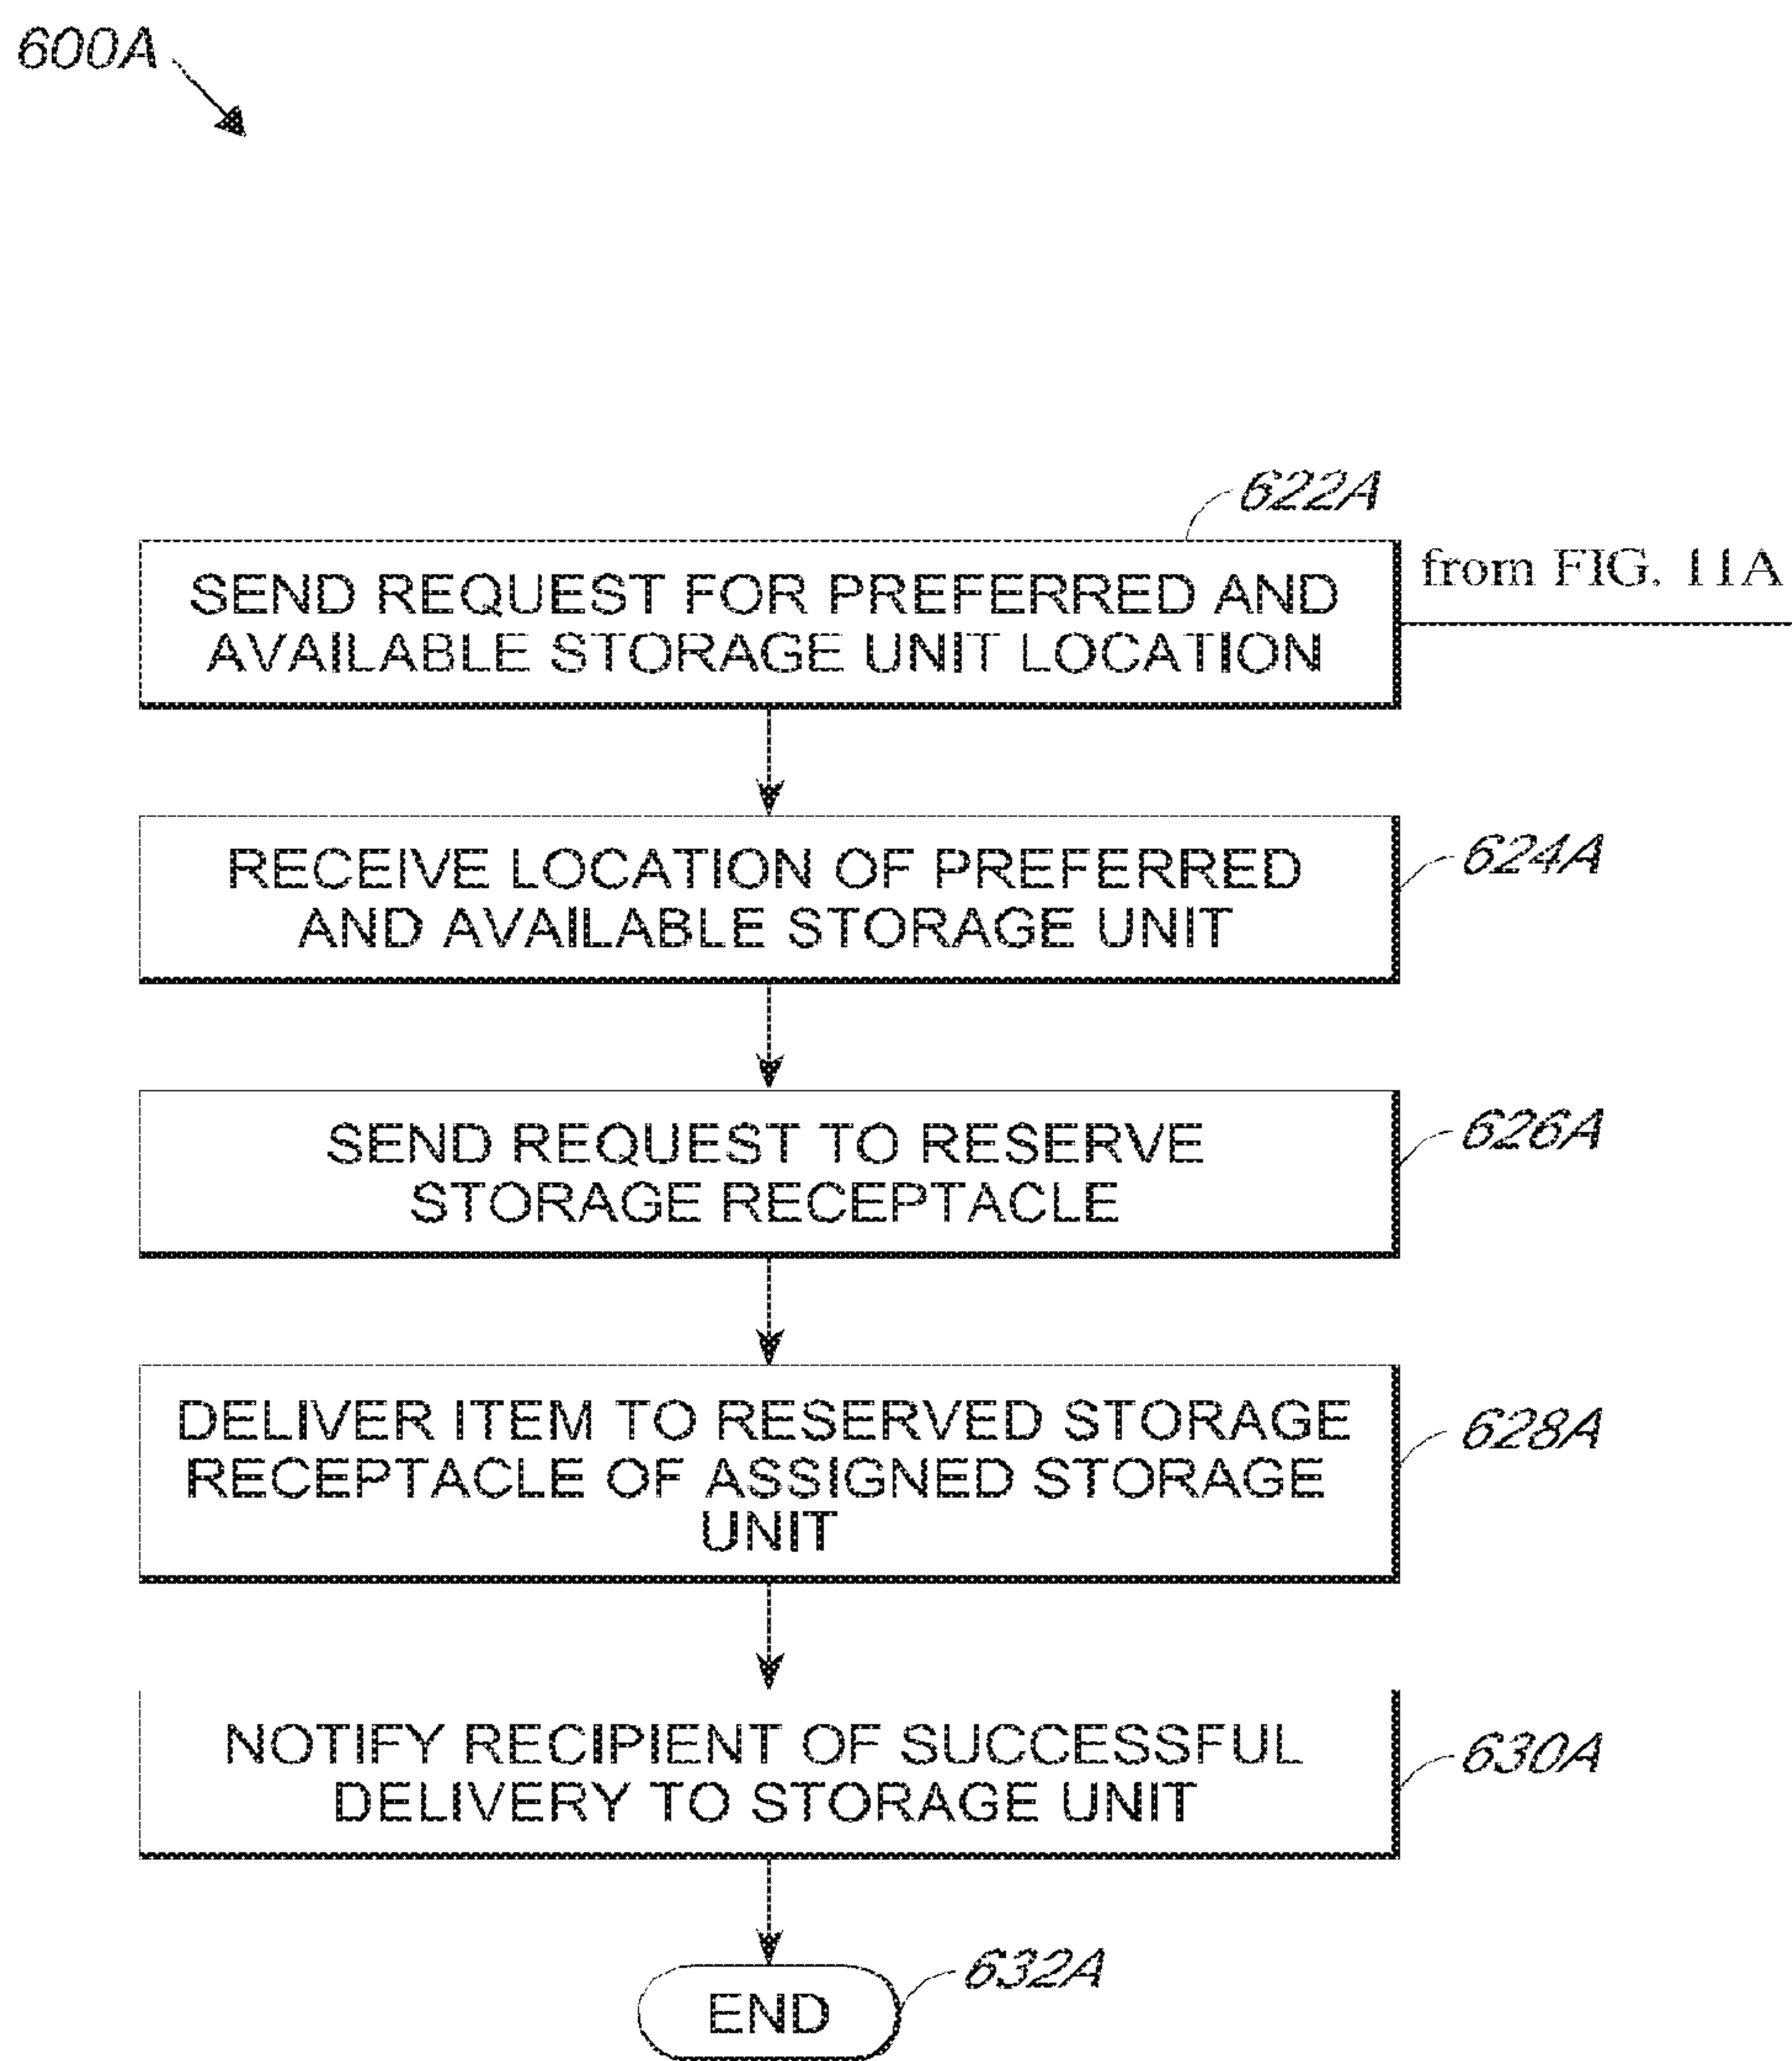 600A
622A
from FIG. 11A
SEND REQUEST FOR PREFERRED AND
AVAILABLE STORAGE UNIT LOCATION
624A
RECEIVE LOCATION OF PREFERRED
AND AVAILABLE STORAGE UNIT
626A
SEND REQUEST TO RESERVE
STORAGE RECEPTACLE
628A
DELIVER ITEM TO RESERVED STORAGE
RECEPTACLE OF ASSIGNED STORAGE
UNIT
630A
NOTIFY RECIPIENT OF SUCCESSFUL
DELIVERY TO STORAGE UNIT
632A
END